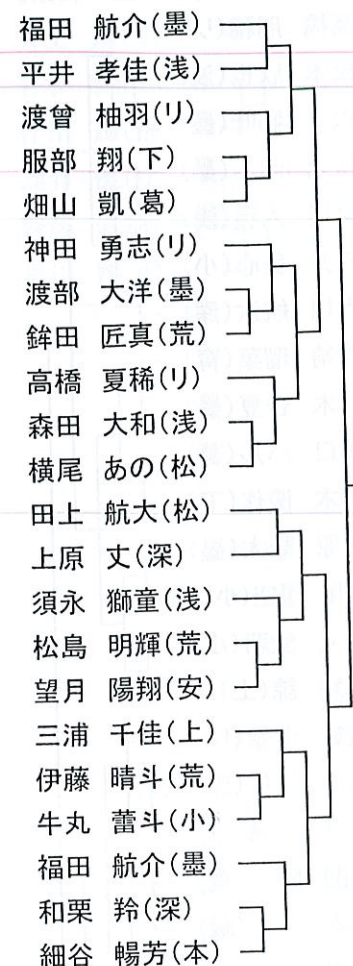 福田 航介(墨)
平井 孝佳(浅)
渡曾 柚羽(リ)
服部 翔(下)
畑山 凱(葛)
神田 勇志(リ)
渡部 大洋(墨)
鉾田 匠真(荒)
高橋 夏稀(リ)
森田 大和(浅)
横尾 あの(松)
田上 航大(松)
上原 丈(深)
須永 獅童(浅)
松島 明輝(荒)
望月 陽翔(安)
三浦 千佳(上)
伊藤 晴斗(荒)
牛丸 蕾斗(小)
福田 航介(墨)
和栗 羚(深)
細谷 暢芳(本)